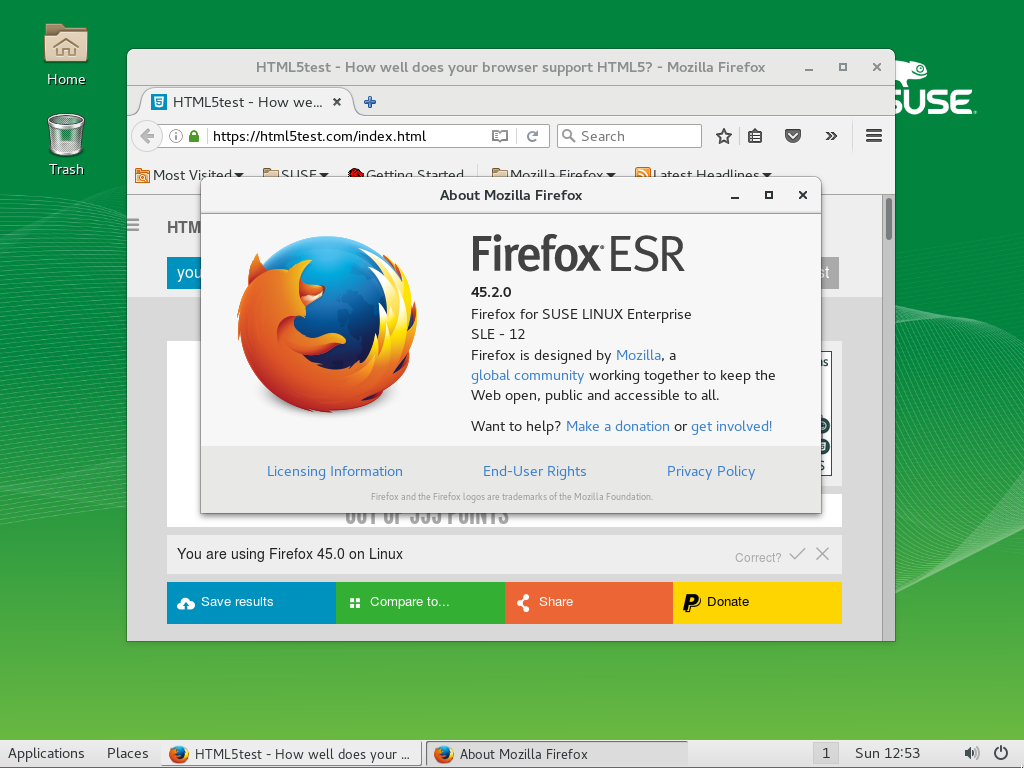 Home
Trash
SUSE
HTML5test - How well does your browser support HTML5? - Mozilla Firefox
HTML5test - How we...
https://html5test.com/index.html
Search
Most Visited
SUSE
Getting Started
Mozilla Firefox
Latest Headlines
About Mozilla Firefox
HTM
you
st
Firefox ESR
45.2.0
Firefox for SUSE LINUX Enterprise
SLE - 12
Firefox is designed by Mozilla, a
global community working together to keep the
Web open, public and accessible to all.
Want to help? Make a donation or get involved!
Licensing Information
End-User Rights
Privacy Policy
Firefox and the Firefox logos are trademarks of the Mozilla Foundation.
OUT OF 555 POINTS
You are using Firefox 45.0 on Linux
Correct?
Save results
Compare to...
Share
Donate
Applications
Places
HTML5test - How well does your ...
About Mozilla Firefox
1
Sun 12:53